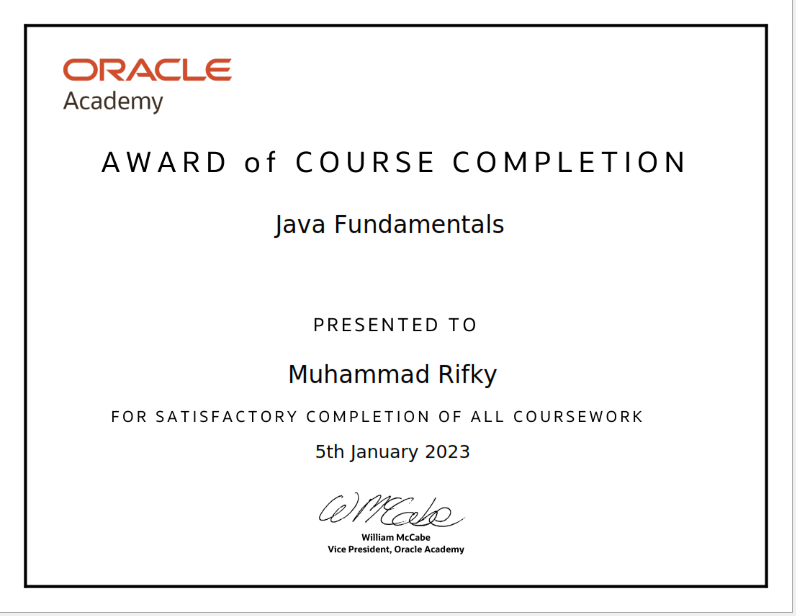 ORACLE
Academy
AWARD of COURSE COMPLETION
Java Fundamentals
PRESENTED TO
Muhammad Rifky
FOR SATISFACTORY COMPLETION OF ALL COURSEWORK
5th January 2023
W McCabe
William McCabe
Vice President, Oracle Academy